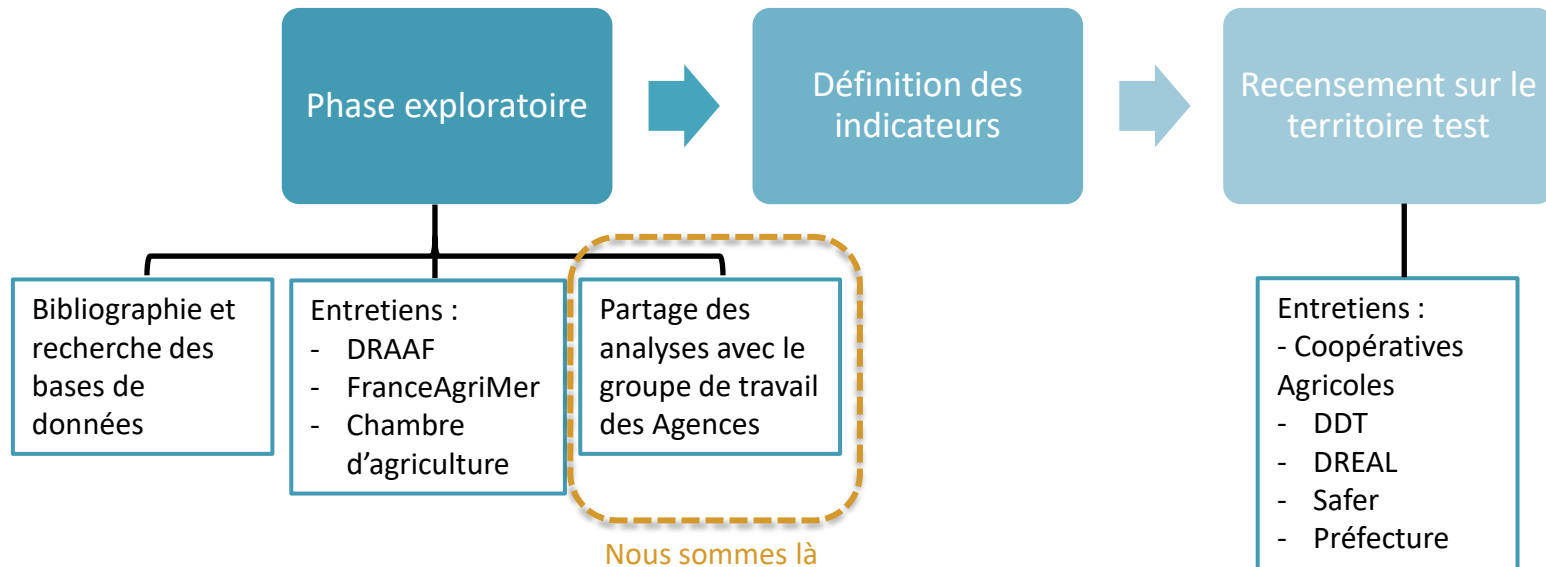 Phase exploratoire
Définition des
indicateurs
Recensement sur le
territoire test
Bibliographie et
recherche des
bases de
données
Entretiens :
- DRAAF
- FranceAgriMer
- Chambre
d'agriculture
Partage des
analyses avec le
groupe de travail
des Agences
Nous sommes là
Entretiens :
- Coopératives
Agricoles
- DDT
- DREAL
- Safer
- Préfecture